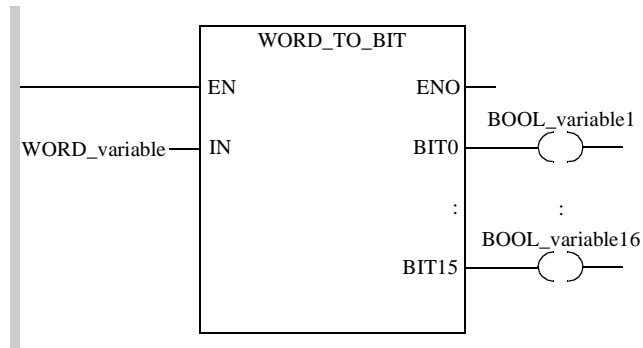 WORD_TO_BIT
EN ENO
BOOL_variable1
WORD_variable IN BIT0
: :
BOOL_variable16
BIT15